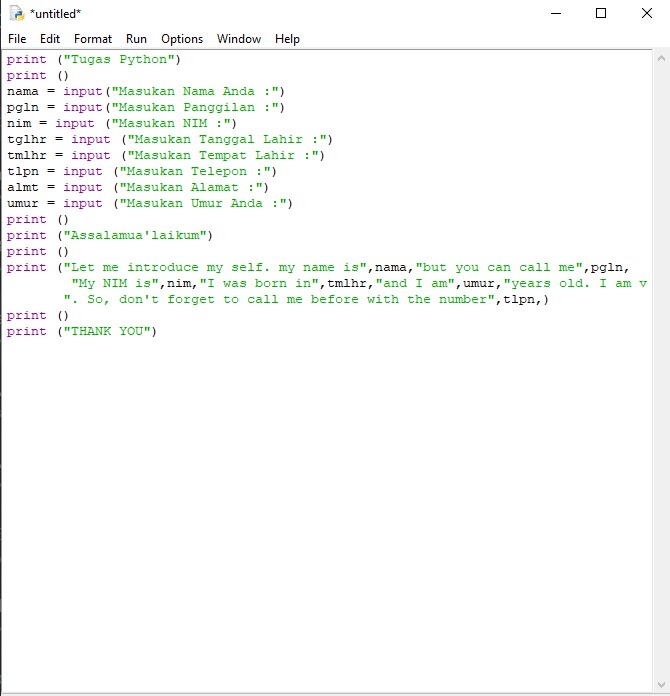 *untitled*
File Edit Format Run Options Window Help
print ("Tugas Python")
print ()
nama = input("Masukan Nama Anda :")
pgln = input("Masukan Panggilan :")
nim = input ("Masukan NIM :")
tglhr = input ("Masukan Tanggal Lahir :")
tmlhr = input ("Masukan Tempat Lahir :")
tlpn = input ("Masukan Telepon :")
almt = input ("Masukan Alamat :")
umur = input ("Masukan Umur Anda :")
print ()
print ("Assalamua'laikum")
print ()
print ("Let me introduce my self. my name is",nama,"but you can call me",pgln,
"My NIM is",nim,"I was born in",tmlhr,"and I am",umur,"years old. I am v
". So, don't forget to call me before with the number",tlpn,)
print ()
print ("THANK YOU")